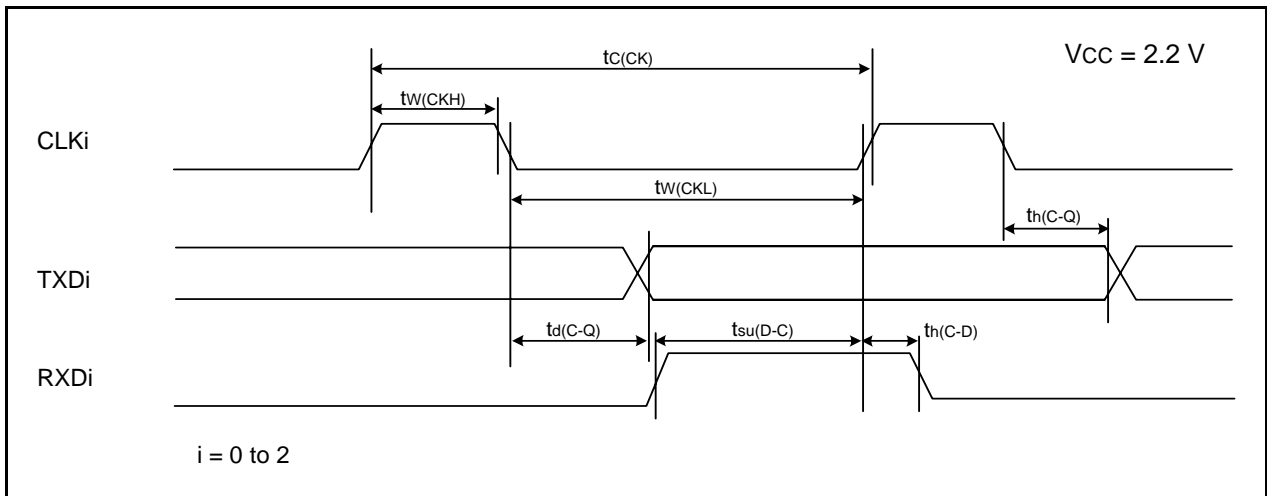 tC(CK)
VCC = 2.2 V
tW(CKH)
CLKi
tW(CKL)
th(C-Q)
TXDi
td(C-Q)
tsu(D-C)
th(C-D)
RXDi
i = 0 to 2